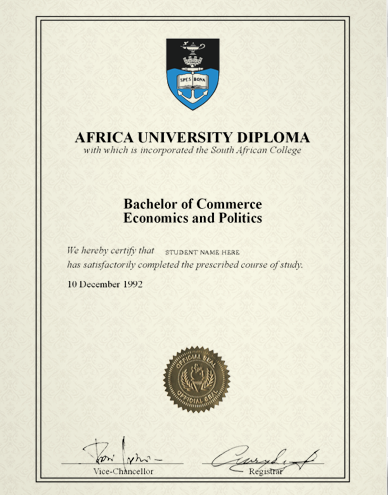 SPES BONA
AFRICA UNIVERSITY DIPLOMA
with which is incorporated the South African College
Bachelor of Commerce
Economics and Politics
We hereby certify that STUDENT NAME HERE
has satisfactorily completed the prescribed course of study.
10 December 1992
OFFICIAL SEAL
OFFICIAL SEAL
Vice-Chancellor Registrar